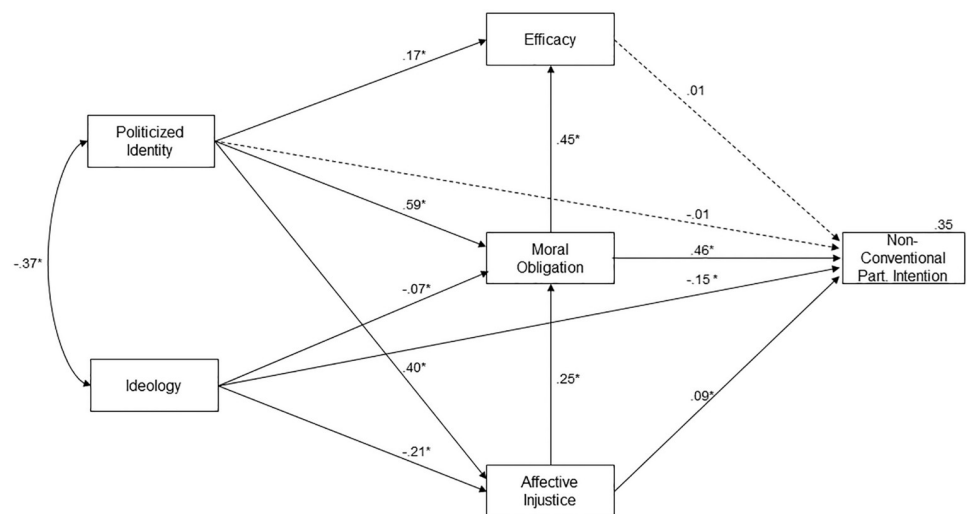 Efficacy
.17*
.01
Politicized
Identity
.45*
.59*
-.01
.35
Non-
Conventional
Part. Intention
Moral
Obligation
.46*
-.37*
-.07*
-.15 *
Ideology
.40*
.25*
.09*
-.21*
Affective
Injustice